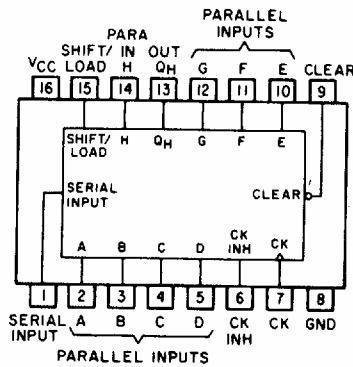 PARALLEL
INPUTS
PARA
SHIFT/ IN OUT
VCC LOAD H QH G F E CLEAR
16 15 14 13 12 11 10 9
SHIFT/ H QH G F E
LOAD
SERIAL
INPUT
CLEAR
A B C D CK CK
INH
1 2 3 4 5 6 7 8
SERIAL A B C D CK CK GND
INPUT INH
PARALLEL INPUTS